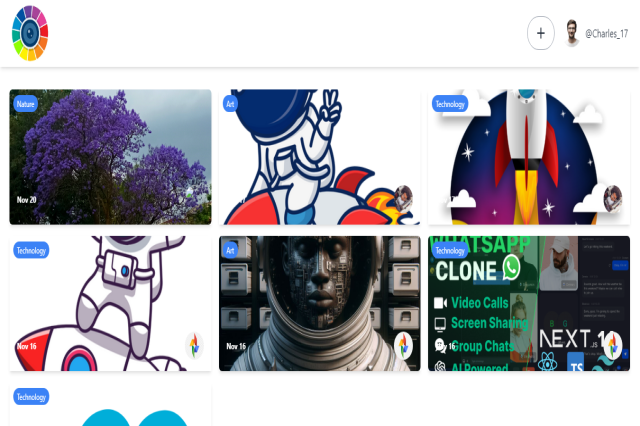 @Charles_17
Nature
Nov 20
Art
Technology
Technology
Nov 16
Art
Nov 16
Technology
WHATSAPP
CLONE
Video Calls
Screen Sharing
Group Chats
AI Powered
NEXT
.JS
TS
16
Technology